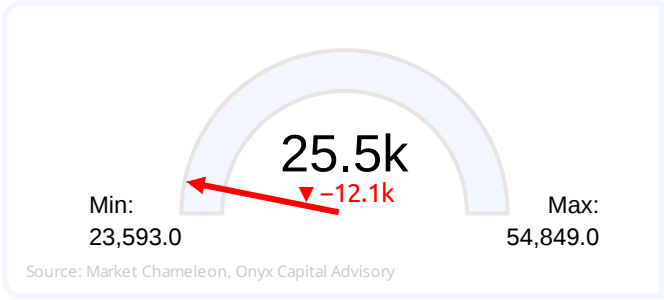 25.5k
▼−12.1k
Min:
23,593.0
Max:
54,849.0
Source: Market Chameleon, Onyx Capital Advisory